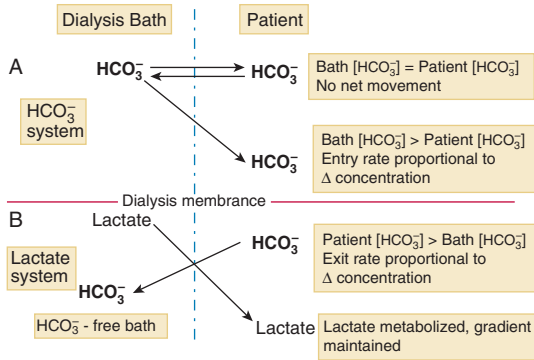 Dialysis Bath
Patient
A
HCO₃⁻
HCO₃⁻
Bath [HCO₃⁻] = Patient [HCO₃⁻]
No net movement
HCO₃⁻
system
HCO₃⁻
Bath [HCO₃⁻] > Patient [HCO₃⁻]
Entry rate proportional to
Δ concentration
Dialysis membrance
B
Lactate
Lactate
system
HCO₃⁻
HCO₃⁻
Patient [HCO₃⁻] > Bath [HCO₃⁻]
Exit rate proportional to
Δ concentration
HCO₃⁻ - free bath
Lactate
Lactate metabolized, gradient
maintained